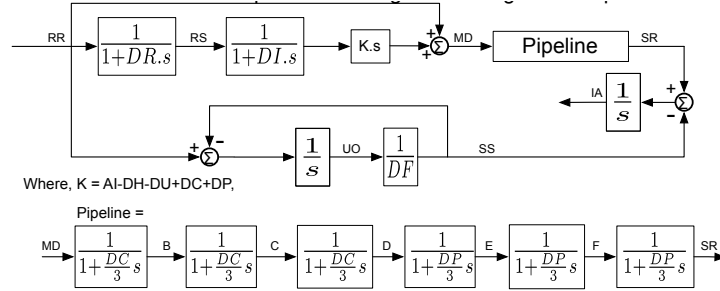 RR
1
1+DR.s
RS
1
1+DI.s
K.s
+
+
Σ
MD
Pipeline
SR
+
Σ
-
IA
1
s
+
-
Σ
1
s
UO
1
DF
SS
Where, K = AI-DH-DU+DC+DP,
Pipeline =
MD
1
1+DC/3 s
B
1
1+DC/3 s
C
1
1+DC/3 s
D
1
1+DP/3 s
E
1
1+DP/3 s
F
1
1+DP/3 s
SR